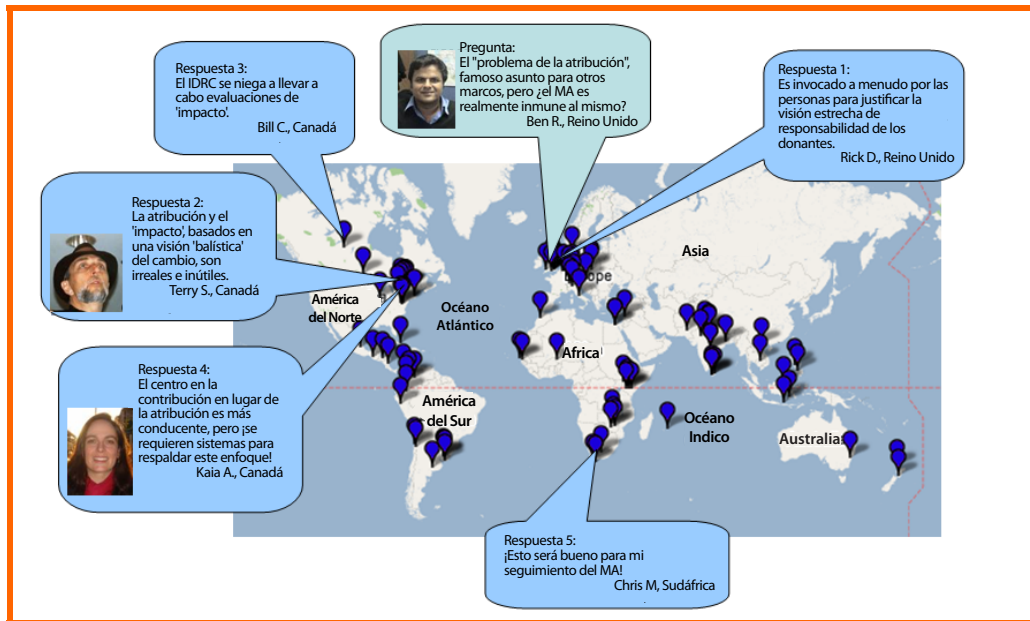 Pregunta:
El "problema de la atribución",
famoso asunto para otros
marcos, pero ¿el MA es
realmente inmune al mismo?
Ben R., Reino Unido
Respuesta 1:
Es invocado a menudo por las
personas para justificar la
visión estrecha de
responsabilidad de los
donantes.
Rick D., Reino Unido
Respuesta 3:
El IDRC se niega a llevar a
cabo evaluaciones de
'impacto'.
Bill C., Canadá
Respuesta 2:
La atribución y el
'impacto', basados en
una visión 'balística'
del cambio, son
irreales e inútiles.
Terry S., Canadá
Respuesta 4:
El centro en la
contribución en lugar de
la atribución es más
conducente, pero ¡se
requieren sistemas para
respaldar este enfoque!
Kaia A., Canadá
Respuesta 5:
¡Esto será bueno para mi
seguimiento del MA!
Chris M, Sudáfrica
América
del Norte
Océano
Atlántico
Europe
Asia
Africa
América
del Sur
Océano
Indico
Australia